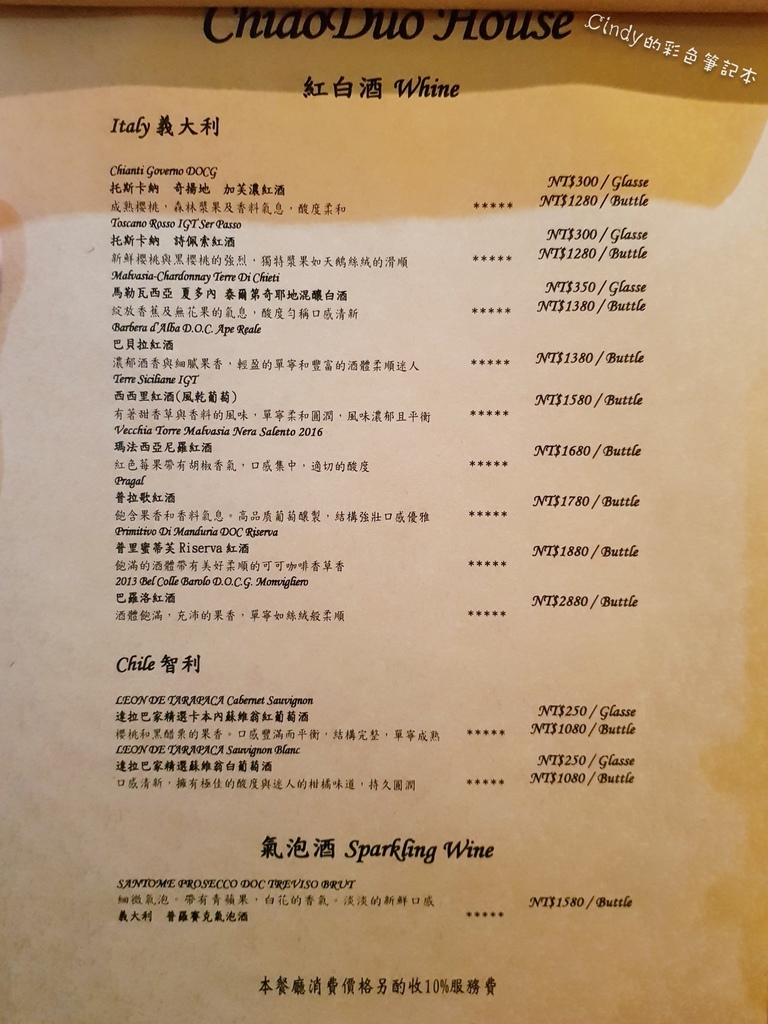 ChiaoDuo House
Cindy的彩色筆記本
紅白酒 Whine
Italy 義大利
Chianti Governo DOCG
托斯卡納 奇揚地 加芙濃紅酒 NT$300 / Glasse
成熟櫻桃，森林漿果及香料氣息，酸度柔和 ***** NT$1280 / Buttle
Toscano Rosso IGT Ser Passo
托斯卡納 詩佩索紅酒 NT$300 / Glasse
新鮮櫻桃與黑櫻桃的強烈，獨特漿果如天鵝絲絨的滑順 ***** NT$1280 / Buttle
Malvasia-Chardonnay Terre Di Chieti
馬勒瓦西亞 夏多內 泰爾第奇耶地混釀白酒 NT$350 / Glasse
綻放香蕉及無花果的氣息，酸度勻稱口感清新 ***** NT$1380 / Buttle
Barbera d'Alba D.O.C. Ape Reale
巴貝拉紅酒
濃郁酒香與細膩果香，輕盈的單寧和豐富的酒體柔順迷人 ***** NT$1380 / Buttle
Terre Siciliane IGT
西西里紅酒(風乾葡萄) NT$1580 / Buttle
有著甜香草與香料的風味，單寧柔和圓潤，風味濃郁且平衡 *****
Vecchia Torre Malvasia Nera Salento 2016
瑪法西亞尼羅紅酒 NT$1680 / Buttle
紅色莓果帶有胡椒香氣，口感集中，適切的酸度 *****
Pragal
普拉歌紅酒 NT$1780 / Buttle
飽含果香和香料氣息。高品質葡萄釀製，結構強壯口感優雅 *****
Primitivo Di Manduria DOC Riserva
普里蜜蒂芙 Riserva 紅酒 NT$1880 / Buttle
飽滿的酒體帶有美好柔順的可可咖啡香草香 *****
2013 Bel Colle Barolo D.O.C.G. Monvigliero
巴羅洛紅酒 NT$2880 / Buttle
酒體飽滿，充沛的果香，單寧如絲絨般柔順 *****
Chile 智利
LEON DE TARAPACA Cabernet Sauvignon
達拉巴家精選卡本內蘇維翁紅葡萄酒 NT$250 / Glasse
櫻桃和黑醋栗的果香。口感豐滿而平衡，結構完整，單寧成熟 ***** NT$1080 / Buttle
LEON DE TARAPACA Sauvignon Blanc
達拉巴家精選蘇維翁白葡萄酒 NT$250 / Glasse
口感清新，擁有極佳的酸度與迷人的柑橘味道，持久圓潤 ***** NT$1080 / Buttle
氣泡酒 Sparkling Wine
SANTOME PROSECCO DOC TREVISO BRUT
細微氣泡。帶有青蘋果，白花的香氣。淡淡的新鮮口感 NT$1580 / Buttle
義大利 普羅賽克氣泡酒 *****
本餐廳消費價格另酌收10%服務費